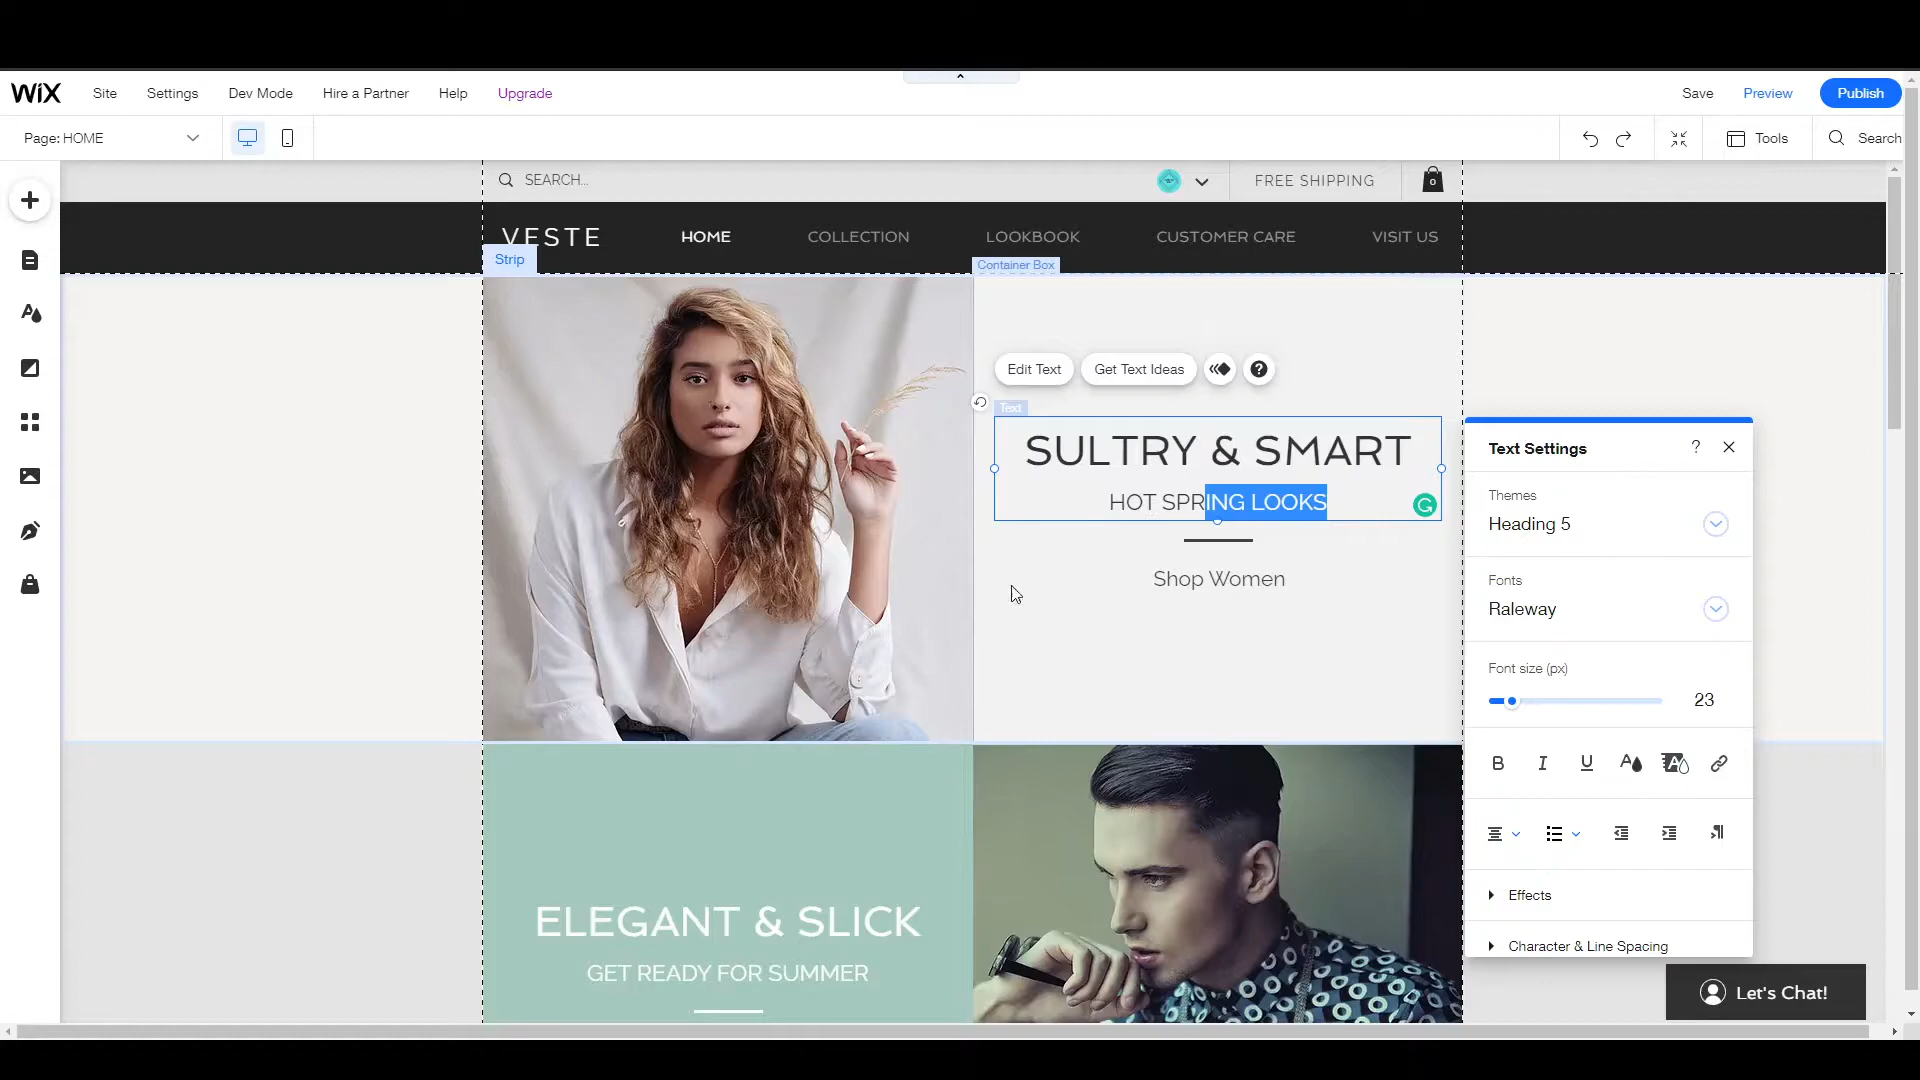 WIX Site Settings Dev Mode Hire a Partner Help Upgrade Save Preview Publish
Page: HOME Tools Search
SEARCH... FREE SHIPPING 0
VESTE HOME COLLECTION LOOKBOOK CUSTOMER CARE VISIT US
Strip
Container Box
Edit Text Get Text Ideas ?
Text
SULTRY & SMART
HOT SPRING LOOKS
Shop Women
Text Settings ?
Themes
Heading 5
Fonts
Raleway
Font size (px)
23
B I U A A
Effects
Character & Line Spacing
ELEGANT & SLICK
GET READY FOR SUMMER
Let's Chat!